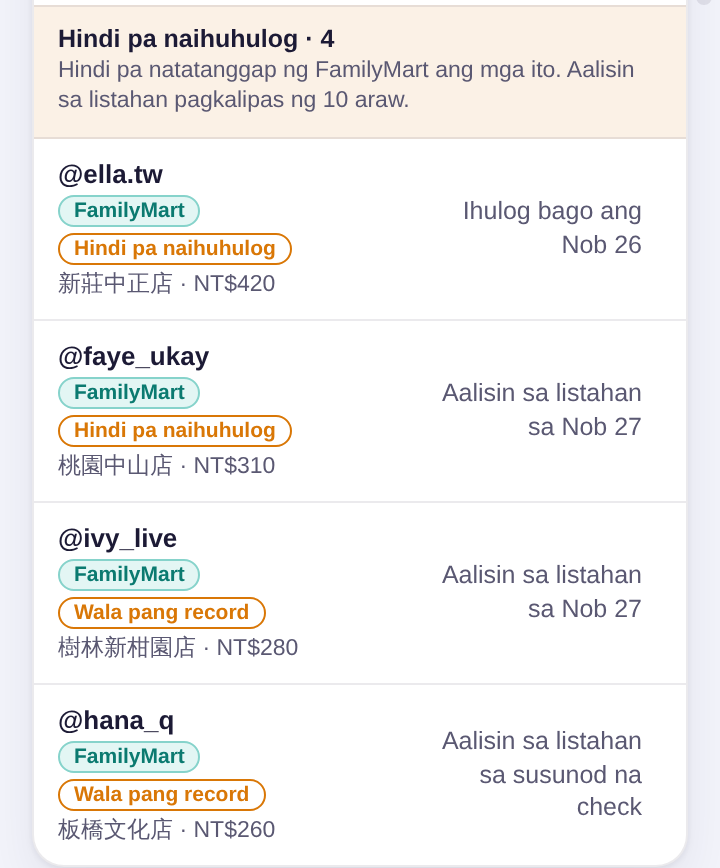 Hindi pa naihuhulog · 4
Hindi pa natatanggap ng FamilyMart ang mga ito. Aalisin
sa listahan pagkalipas ng 10 araw.
@ella.tw
FamilyMart
Hindi pa naihuhulog
新莊中正店 · NT$420
Ihulog bago ang
Nob 26
@faye_ukay
FamilyMart
Hindi pa naihuhulog
桃園中山店 · NT$310
Aalisin sa listahan
sa Nob 27
@ivy_live
FamilyMart
Wala pang record
樹林新柑園店 · NT$280
Aalisin sa listahan
sa Nob 27
@hana_q
FamilyMart
Wala pang record
板橋文化店 · NT$260
Aalisin sa listahan
sa susunod na
check